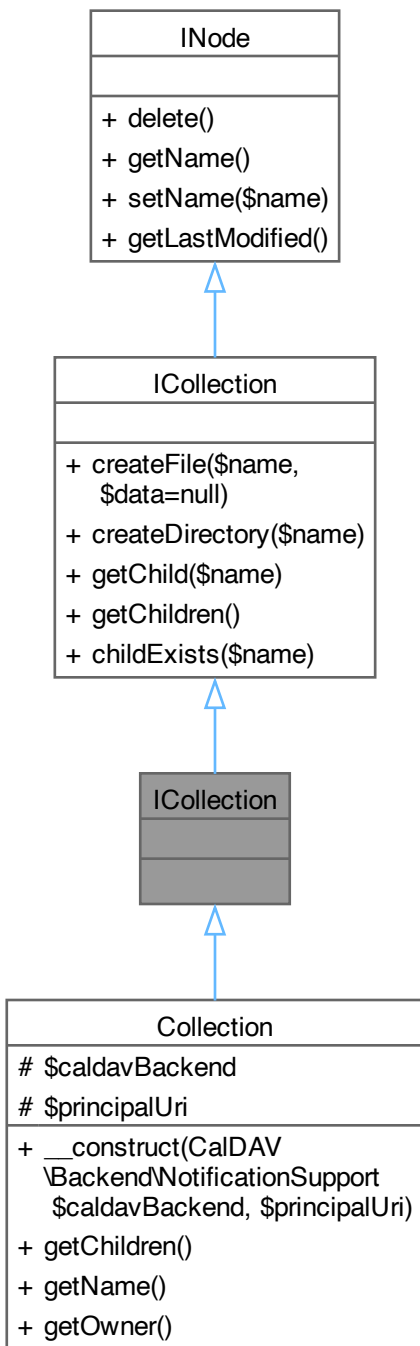 INode
+ delete()
+ getName()
+ setName($name)
+ getLastModified()
ICollection
+ createFile($name,
$data=null)
+ createDirectory($name)
+ getChild($name)
+ getChildren()
+ childExists($name)
ICollection
Collection
# $caldavBackend
# $principalUri
+ __construct(CalDAV
\Backend\NotificationSupport
$caldavBackend, $principalUri)
+ getChildren()
+ getName()
+ getOwner()